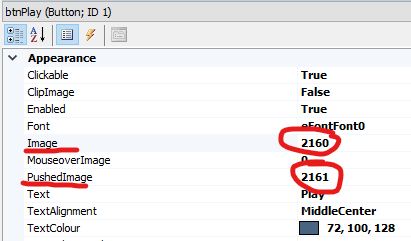 btnPlay (Button; ID 1)
Appearance
Clickable True
ClipImage False
Enabled True
Font eFontFont0
Image 2160
MouseoverImage 0
PushedImage 2161
Text Play
TextAlignment MiddleCenter
TextColour 72, 100, 128